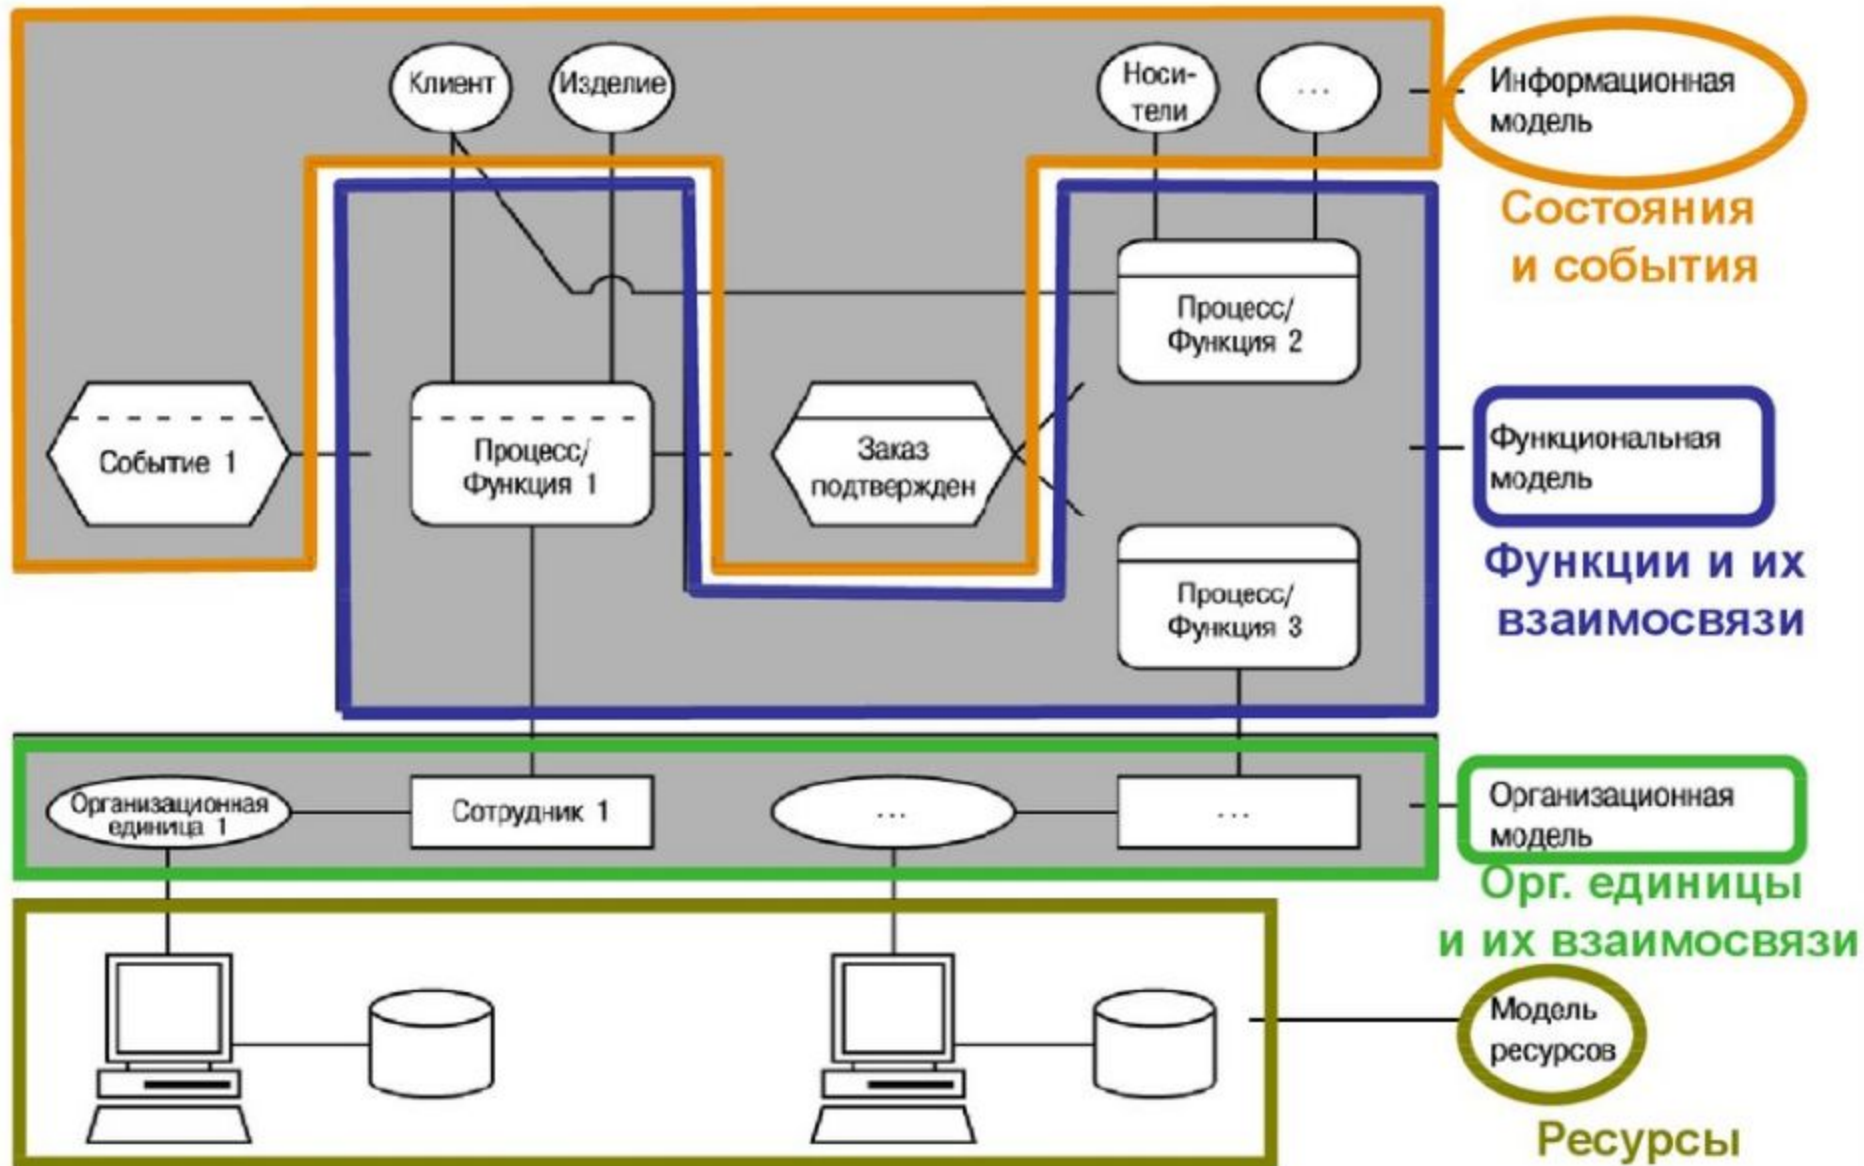 Клиент
Изделие
Носи-
тели
...
Информационная
модель
Состояния
и события
Процесс/
Функция 2
Событие 1
Процесс/
Функция 1
Заказ
подтвержден
Функциональная
модель
Функции и их
взаимосвязи
Процесс/
Функция 3
Организационная
единица 1
Сотрудник 1
...
...
Организационная
модель
Орг. единицы
и их взаимосвязи
Модель
ресурсов
Ресурсы